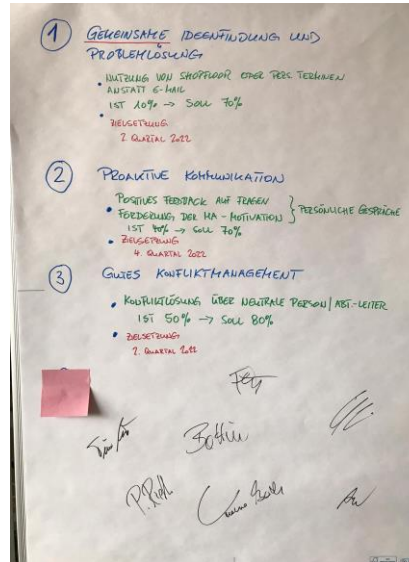 1 GEMEINSAME IDEENFINDUNG UND
PROBLEMLÖSUNG
• NUTZUNG VON SHOPFLOOR ODER PERS. TERMINEN
ANSTATT E-MAIL
IST 10% → SOLL 70%
• ZIELSETZUNG
2. QUARTAL 2022
2 PROAKTIVE KOMMUNIKATION
POSITIVES FEEDBACK AUF FRAGEN
• FÖRDERUNG DER MA-MOTIVATION } PERSÖNLICHE GESPRÄCHE
IST 40% → SOLL 70%
• ZIELSETZUNG
4. QUARTAL 2022
3 GUTES KONFLIKTMANAGEMENT
• KONFLIKTLÖSUNG ÜBER NEUTRALE PERSON/ABT.-LEITER
IST 50% → SOLL 80%
• ZIELSETZUNG
2. QUARTAL 2022